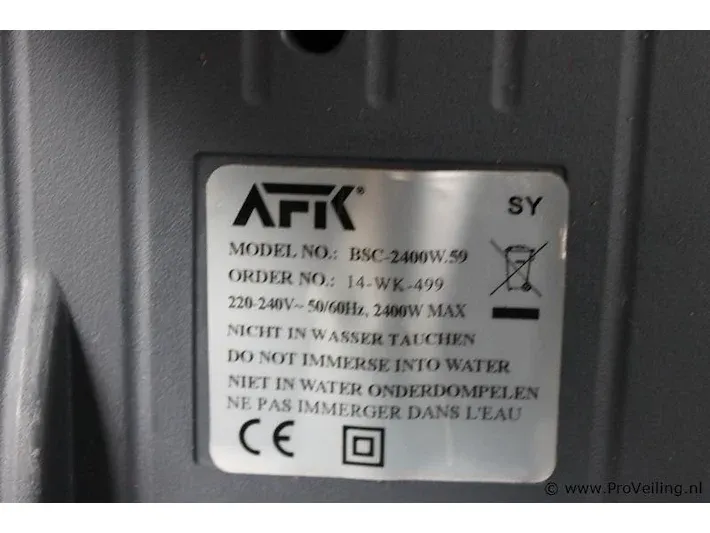 AFK®
SY
MODEL NO.: BSC-2400W.59
ORDER NO.: 14-WK-499
220-240V~ 50/60Hz, 2400W MAX
NICHT IN WASSER TAUCHEN
DO NOT IMMERSE INTO WATER
NIET IN WATER ONDERDOMPELEN
NE PAS IMMERGER DANS L'EAU
CE
© www.ProVeiling.nl